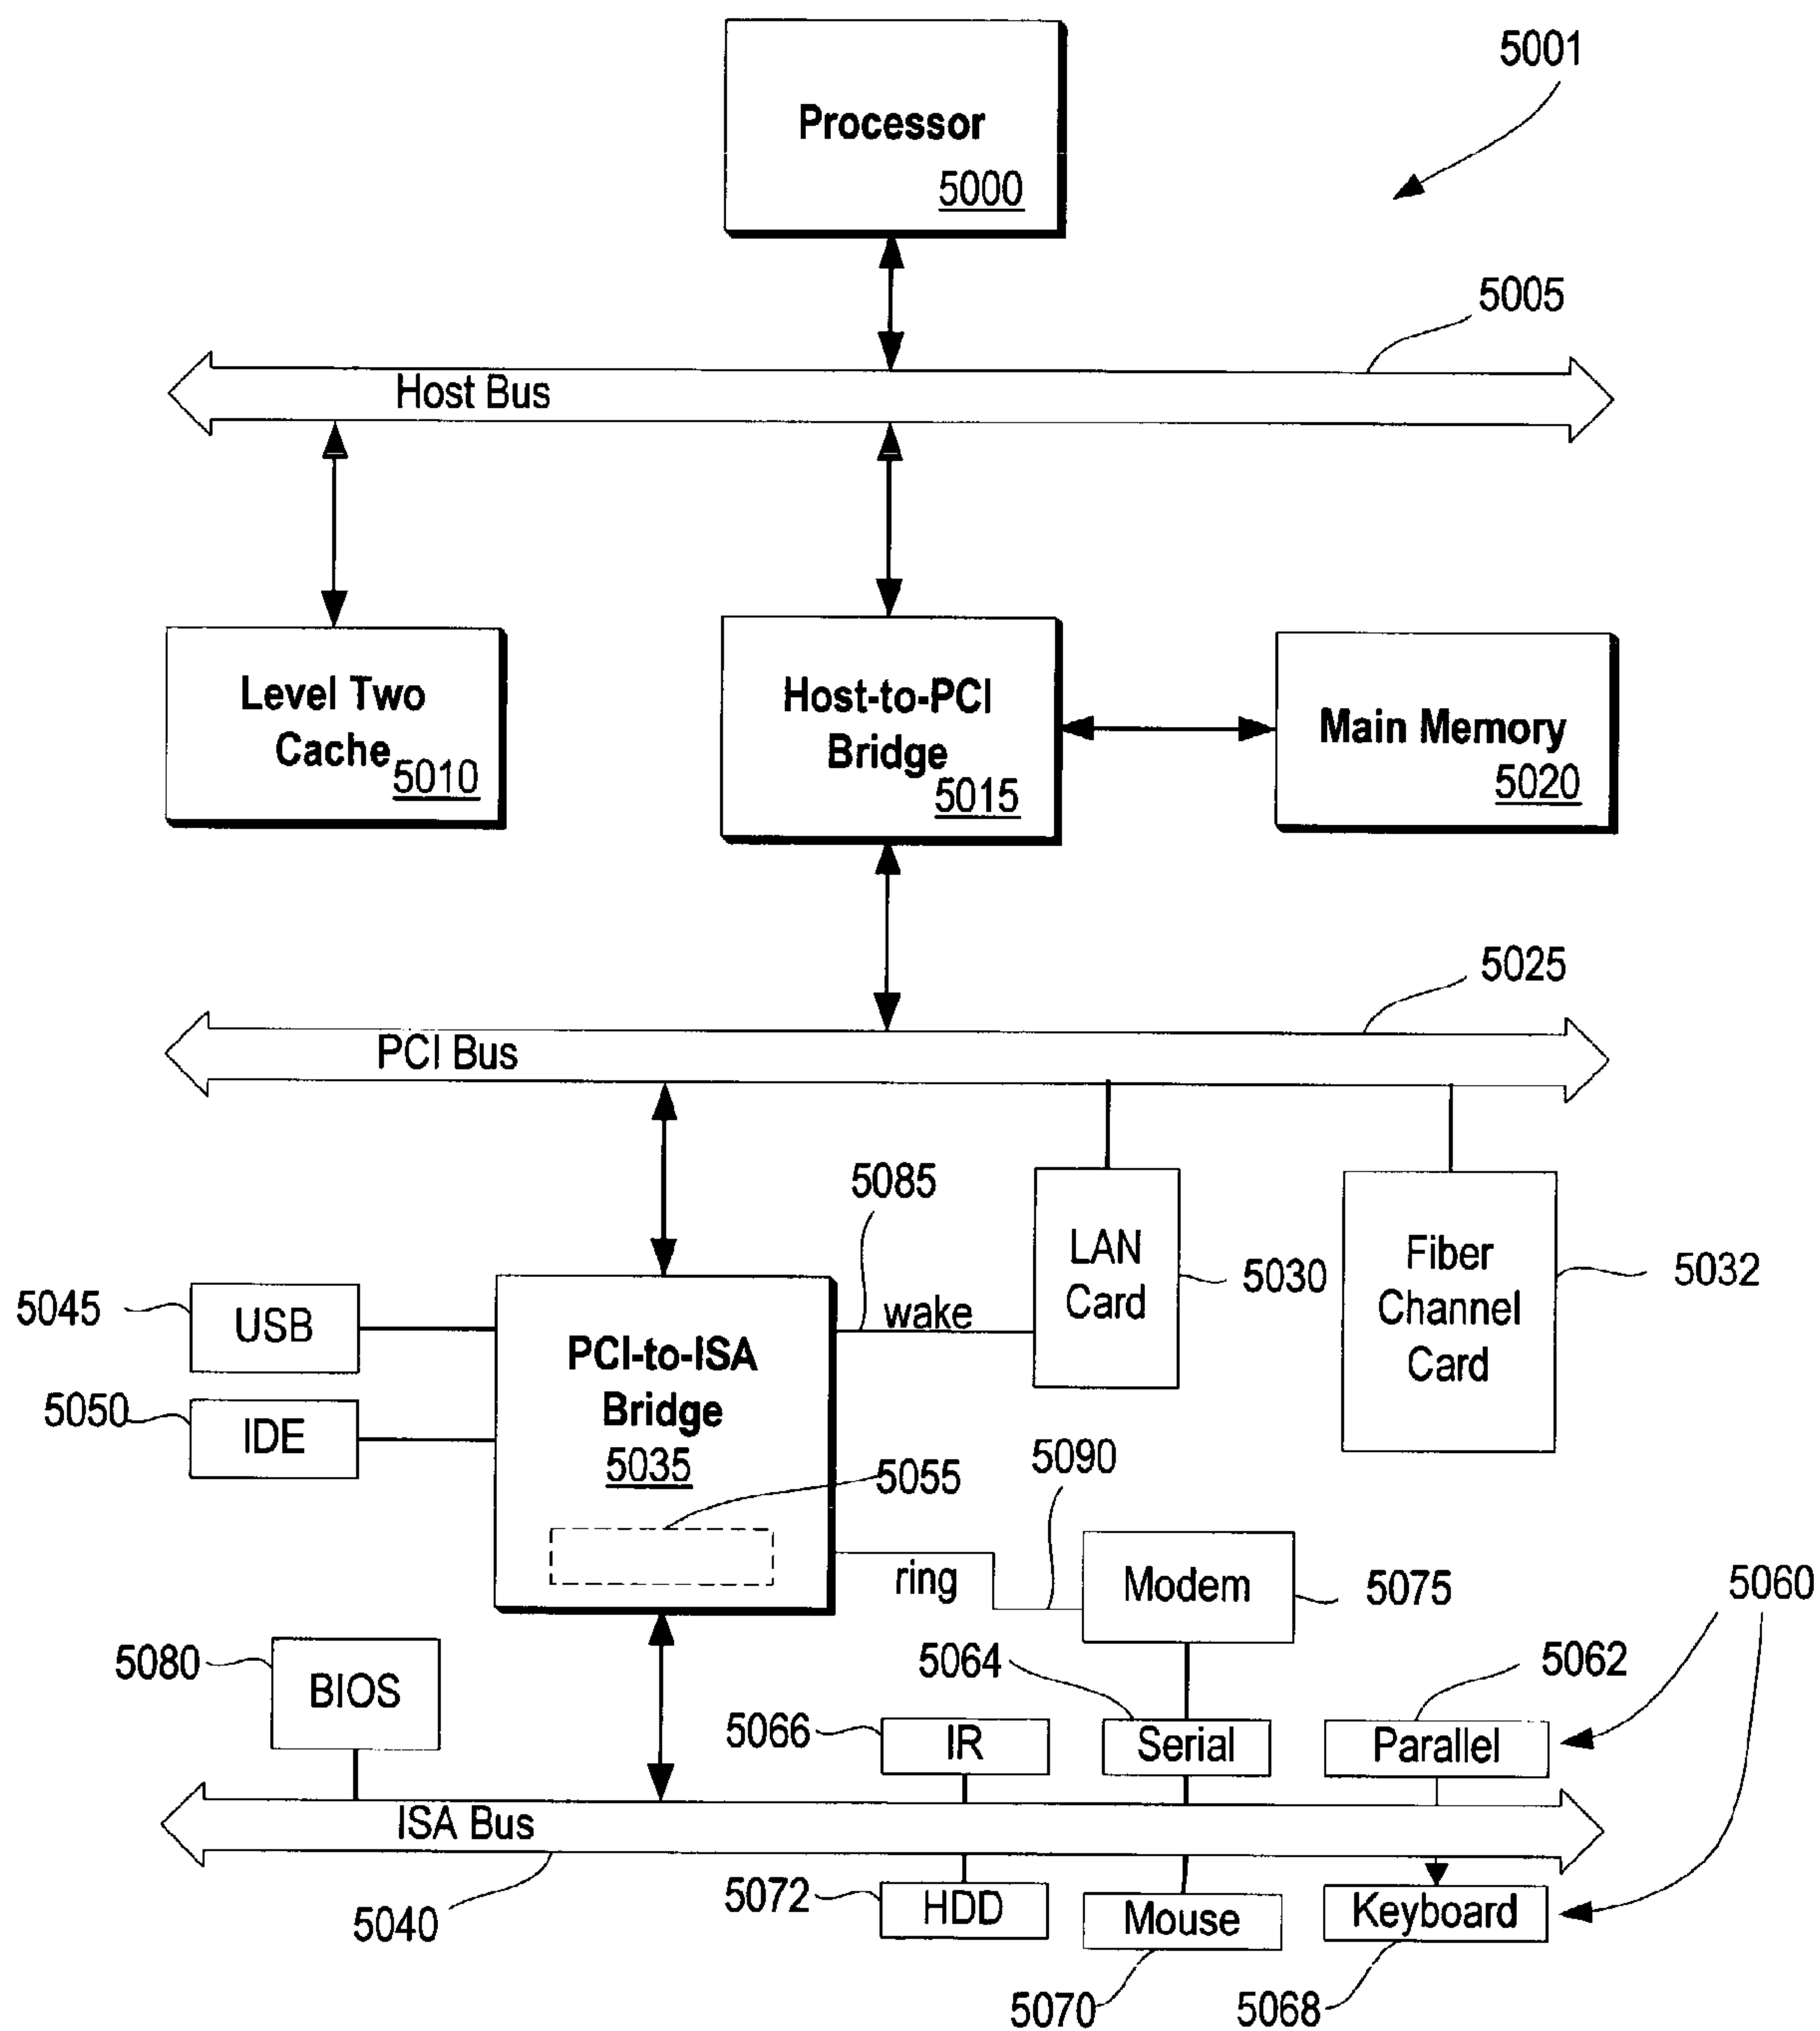 5001
Processor
5000
5005
Host Bus
Level Two
Cache
5010
Host-to-PCI
Bridge
5015
Main Memory
5020
5025
PCI Bus
5085
LAN
Card
5030
Fiber
Channel
Card
5032
5045
USB
wake
PCI-to-ISA
Bridge
5035
5050
IDE
5055
5090
ring
Modem
5075
5060
5080
BIOS
5064
5062
5066
IR
Serial
Parallel
ISA Bus
5040
5072
HDD
Mouse
Keyboard
5070
5068